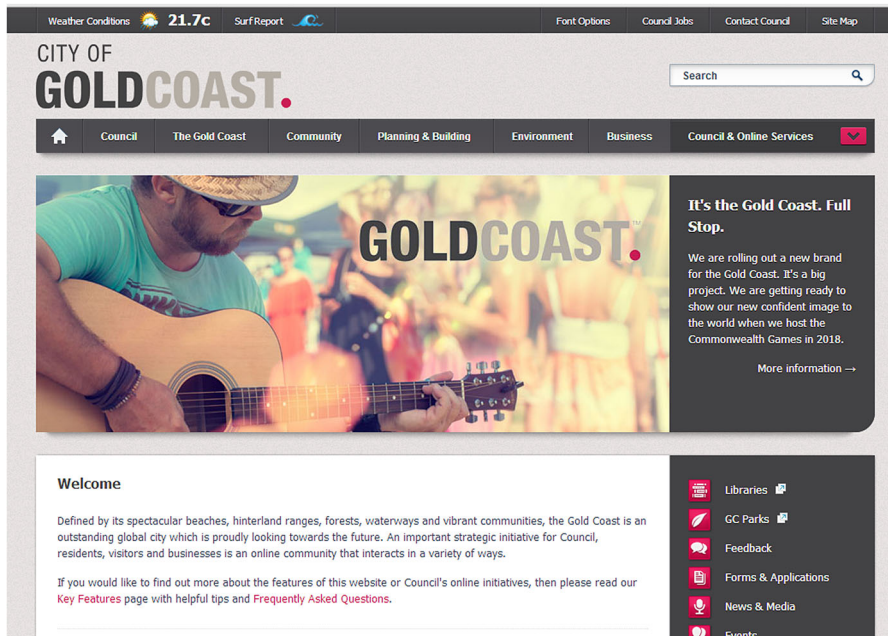 Weather Conditions 21.7c Surf Report Font Options Council Jobs Contact Council Site Map
CITY OF
GOLDCOAST.
Search
Council The Gold Coast Community Planning & Building Environment Business Council & Online Services
GOLDCOAST.™
It's the Gold Coast. Full
Stop.
We are rolling out a new brand
for the Gold Coast. It's a big
project. We are getting ready to
show our new confident image to
the world when we host the
Commonwealth Games in 2018.
More information →
Welcome
Defined by its spectacular beaches, hinterland ranges, forests, waterways and vibrant communities, the Gold Coast is an
outstanding global city which is proudly looking towards the future. An important strategic initiative for Council,
residents, visitors and businesses is an online community that interacts in a variety of ways.
If you would like to find out more about the features of this website or Council's online initiatives, then please read our
Key Features page with helpful tips and Frequently Asked Questions.
Libraries
GC Parks
Feedback
Forms & Applications
News & Media
Events